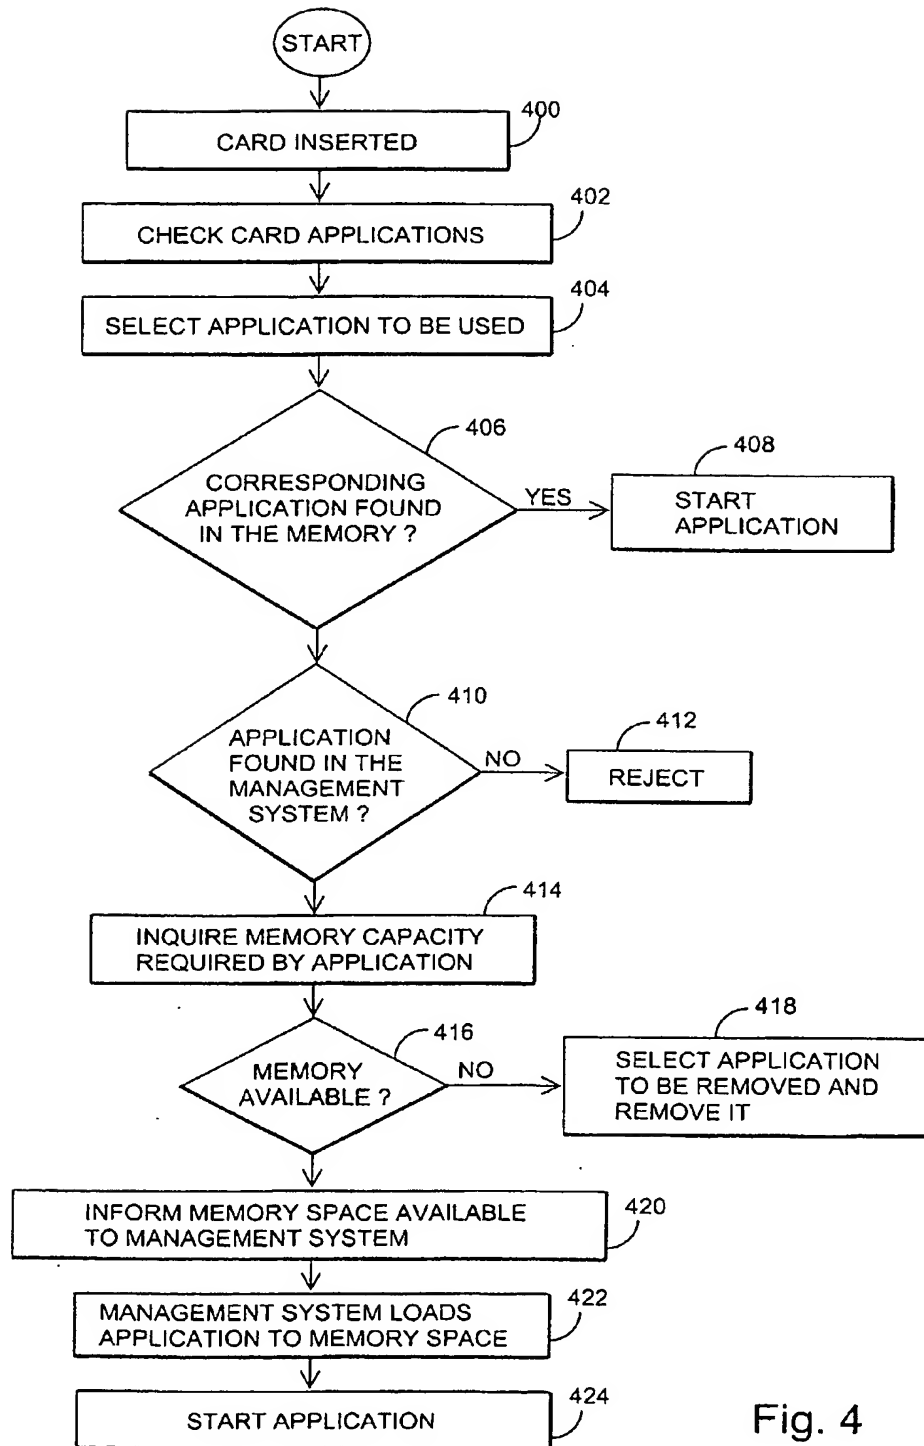 START
400
CARD INSERTED
402
CHECK CARD APPLICATIONS
404
SELECT APPLICATION TO BE USED
406
CORRESPONDING
APPLICATION FOUND
IN THE MEMORY ?
YES
408
START
APPLICATION
410
APPLICATION
FOUND IN THE
MANAGEMENT
SYSTEM ?
NO
412
REJECT
414
INQUIRE MEMORY CAPACITY
REQUIRED BY APPLICATION
416
MEMORY
AVAILABLE ?
NO
418
SELECT APPLICATION
TO BE REMOVED AND
REMOVE IT
INFORM MEMORY SPACE AVAILABLE
TO MANAGEMENT SYSTEM
420
MANAGEMENT SYSTEM LOADS
APPLICATION TO MEMORY SPACE
422
START APPLICATION
424
Fig. 4